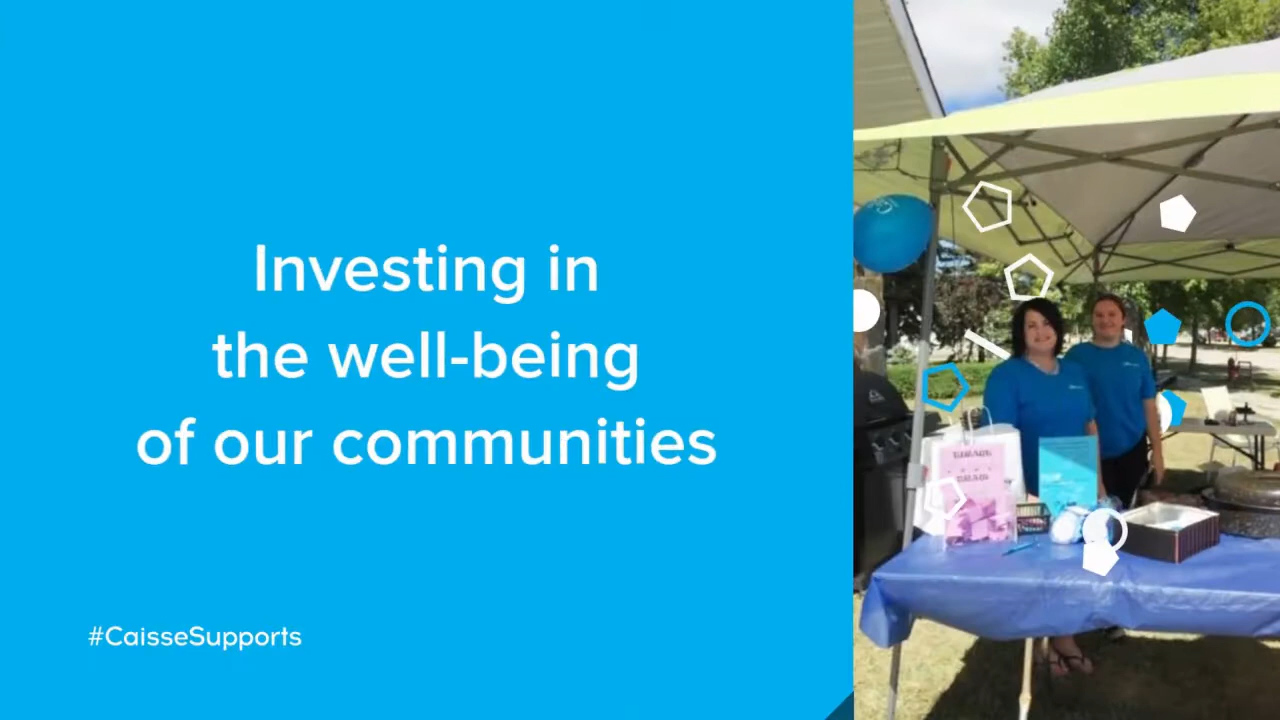 Investing in
the well-being
of our communities
#CaisseSupports